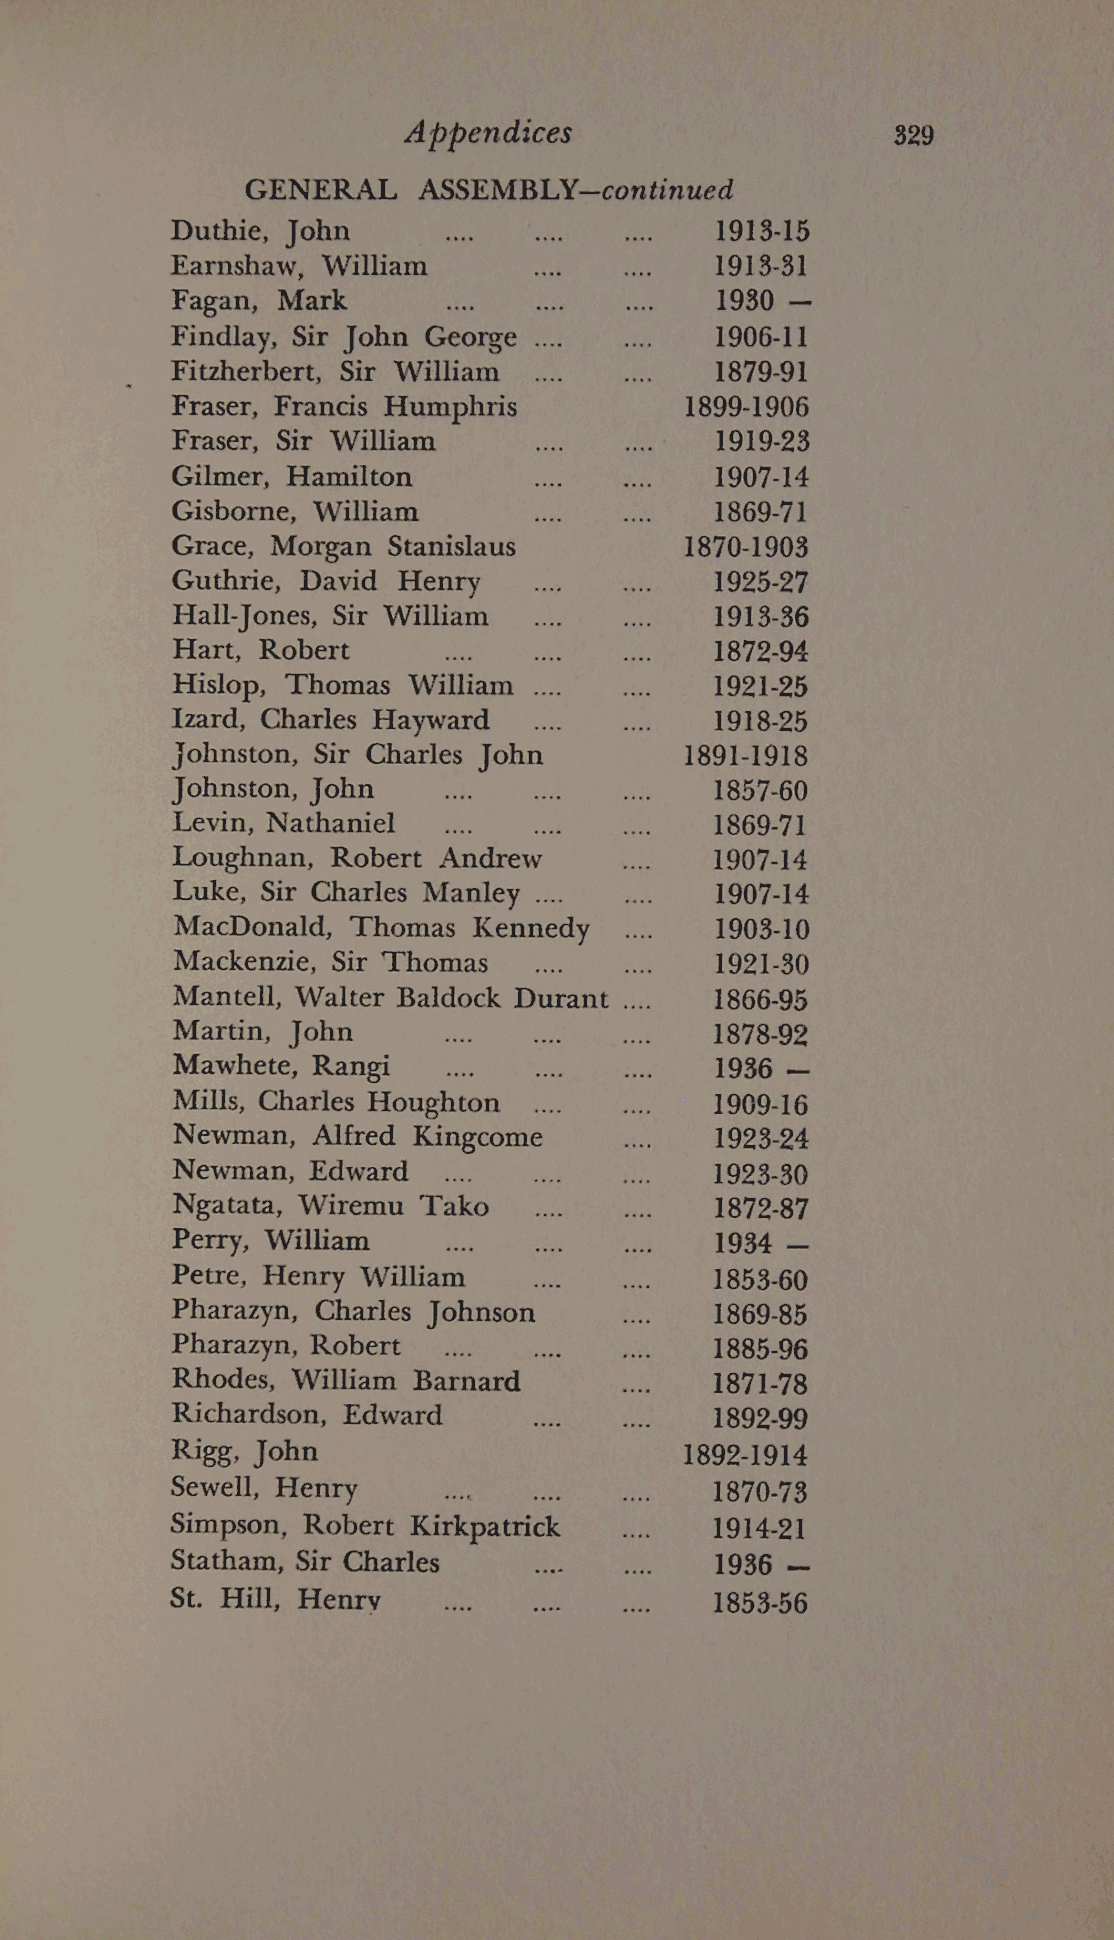 Appendices 329
GENERAL ASSEMBLY—continued
Duthie, John .... .... .... 1913-15
Earnshaw, William .... .... 1913-31
Fagan, Mark .... .... .... 1930 —
Findlay, Sir John George .... .... 1906-11
Fitzherbert, Sir William .... .... 1879-91
Fraser, Francis Humphris 1899-1906
Fraser, Sir William .... .... 1919-23
Gilmer, Hamilton .... .... 1907-14
Gisborne, William .... .... 1869-71
Grace, Morgan Stanislaus 1870-1903
Guthrie, David Henry .... .... 1925-27
Hall-Jones, Sir William .... .... 1913-36
Hart, Robert .... .... .... 1872-94
Hislop, Thomas William .... .... 1921-25
Izard, Charles Hayward .... .... 1918-25
Johnston, Sir Charles John 1891-1918
Johnston, John .... .... .... 1857-60
Levin, Nathaniel .... .... .... 1869-71
Loughnan, Robert Andrew .... 1907-14
Luke, Sir Charles Manley .... .... 1907-14
MacDonald, Thomas Kennedy .... 1903-10
Mackenzie, Sir Thomas .... .... 1921-30
Mantell, Walter Baldock Durant .... 1866-95
Martin, John .... .... .... 1878-92
Mawhete, Rangi .... .... .... 1936 —
Mills, Charles Houghton .... .... 1909-16
Newman, Alfred Kingcome .... 1923-24
Newman, Edward .... .... .... 1923-30
Ngatata, Wiremu Tako .... .... 1872-87
Perry, William .... .... .... 1934 —
Petre, Henry William .... .... 1853-60
Pharazyn, Charles Johnson .... 1869-85
Pharazyn, Robert .... .... .... 1885-96
Rhodes, William Barnard .... 1871-78
Richardson, Edward .... .... 1892-99
Rigg, John 1892-1914
Sewell, Henry .... .... .... 1870-73
Simpson, Robert Kirkpatrick .... 1914-21
Statham, Sir Charles .... .... 1936 —
St. Hill, Henry .... .... .... 1853-56